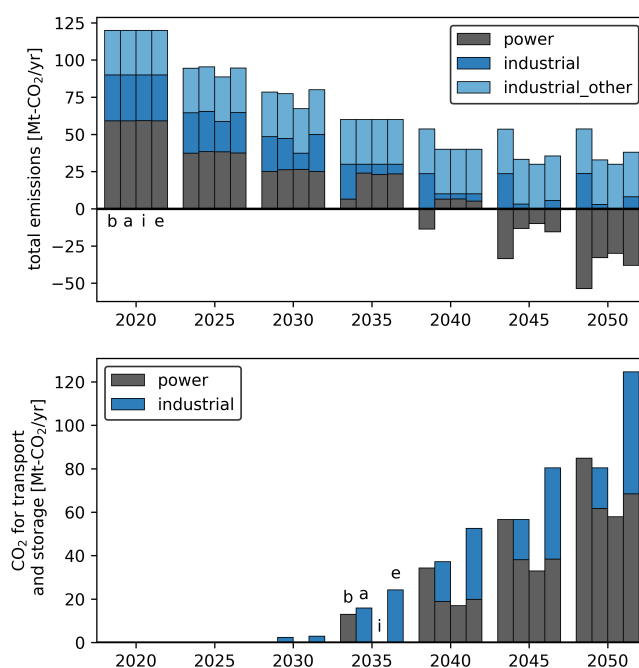 total emissions [Mt-CO₂/yr]
125
100
75
50
25
0
−25
−50
power
industrial
industrial_other
b a i e
2020 2025 2030 2035 2040 2045 2050
CO₂ for transport
and storage [Mt-CO₂/yr]
120
100
80
60
40
20
0
power
industrial
b a i e
2020 2025 2030 2035 2040 2045 2050